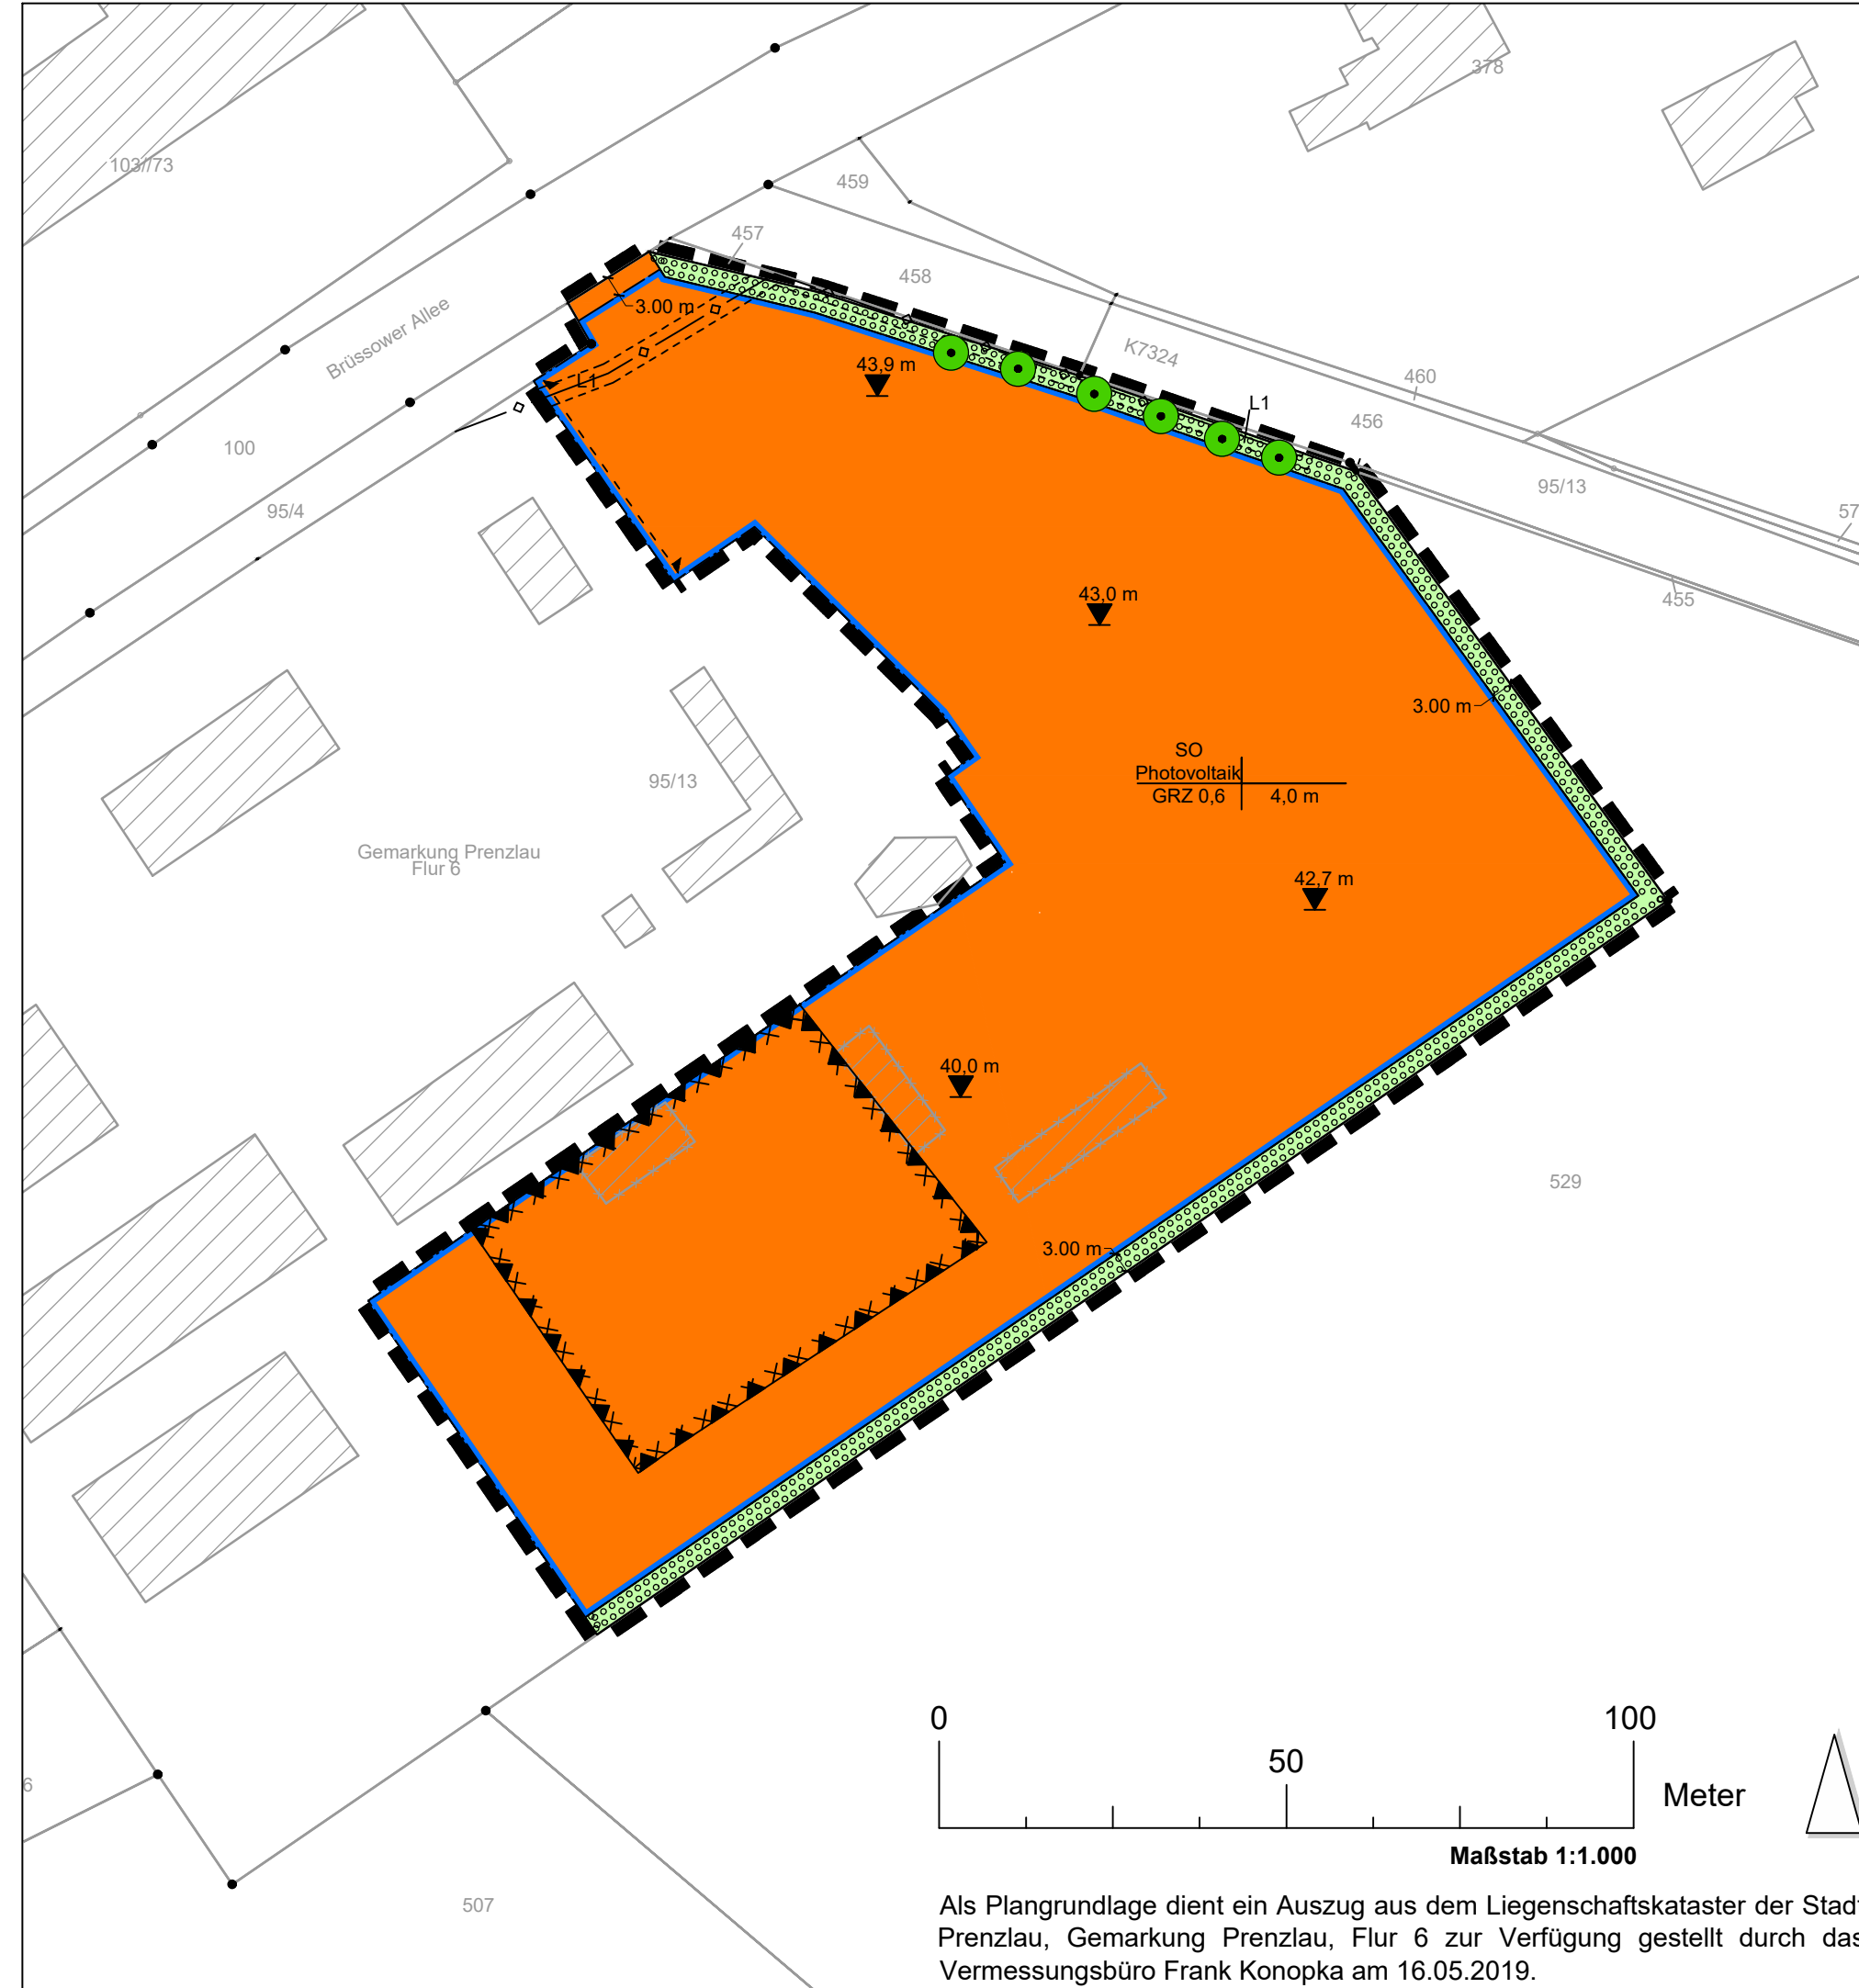 378
103//73
459
457
458
3.00 m
Brüssower Allee
K7324
43,9 m
460
L1
L1
456
100
95/13
95/4
57
43,0 m
455
3.00 m
SO
Photovoltaik
GRZ 0,6
4,0 m
95/13
Gemarkung Prenzlau
Flur 6
42,7 m
40,0 m
529
3.00 m
0
100
50
6
Meter
Maßstab 1:1.000
507
Als Plangrundlage dient ein Auszug aus dem Liegenschaftskataster der Stadt
Prenzlau, Gemarkung Prenzlau, Flur 6 zur Verfügung gestellt durch das
Vermessungsbüro Frank Konopka am 16.05.2019.